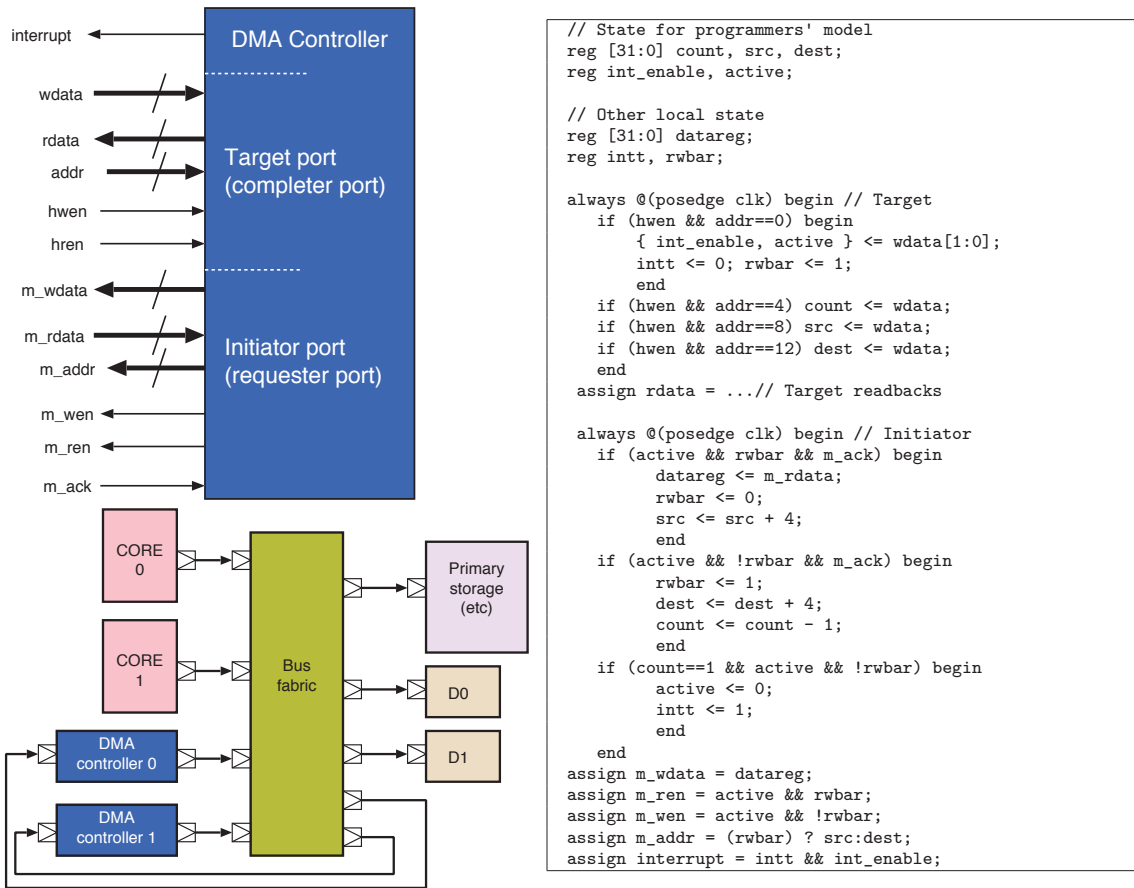 DMA Controller
interrupt
wdata
rdata
addr
hwen
hren
Target port
(completer port)
m_wdata
m_rdata
m_addr
m_wen
m_ren
m_ack
Initiator port
(requester port)
CORE
0
CORE
1
DMA
controller 0
DMA
controller 1
Bus
fabric
Primary
storage
(etc)
D0
D1
// State for programmers' model
reg [31:0] count, src, dest;
reg int_enable, active;
// Other local state
reg [31:0] datareg;
reg intt, rwbar;
always @(posedge clk) begin // Target
if (hwen && addr==0) begin
{ int_enable, active } <= wdata[1:0];
intt <= 0; rwbar <= 1;
end
if (hwen && addr==4) count <= wdata;
if (hwen && addr==8) src <= wdata;
if (hwen && addr==12) dest <= wdata;
end
assign rdata = ...// Target readbacks
always @(posedge clk) begin // Initiator
if (active && rwbar && m_ack) begin
datareg <= m_rdata;
rwbar <= 0;
src <= src + 4;
end
if (active && !rwbar && m_ack) begin
rwbar <= 1;
dest <= dest + 4;
count <= count - 1;
end
if (count==1 && active && !rwbar) begin
active <= 0;
intt <= 1;
end
end
assign m_wdata = datareg;
assign m_ren = active && rwbar;
assign m_wen = active && !rwbar;
assign m_addr = (rwbar) ? src:dest;
assign interrupt = intt && int_enable;